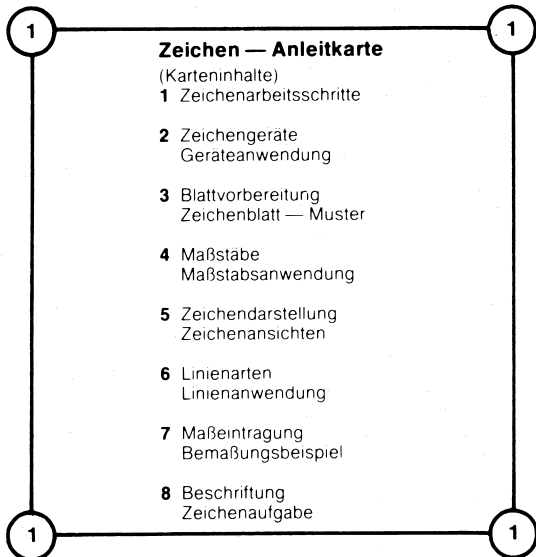 1 1
Zeichen — Anleitkarte
(Karteninhalte)
1 Zeichenarbeitsschritte
2 Zeichengeräte
Geräteanwendung
3 Blattvorbereitung
Zeichenblatt — Muster
4 Maßstäbe
Maßstabsanwendung
5 Zeichendarstellung
Zeichenansichten
6 Linienarten
Linienanwendung
7 Maßeintragung
Bemaßungsbeispiel
8 Beschriftung
Zeichenaufgabe
1 1